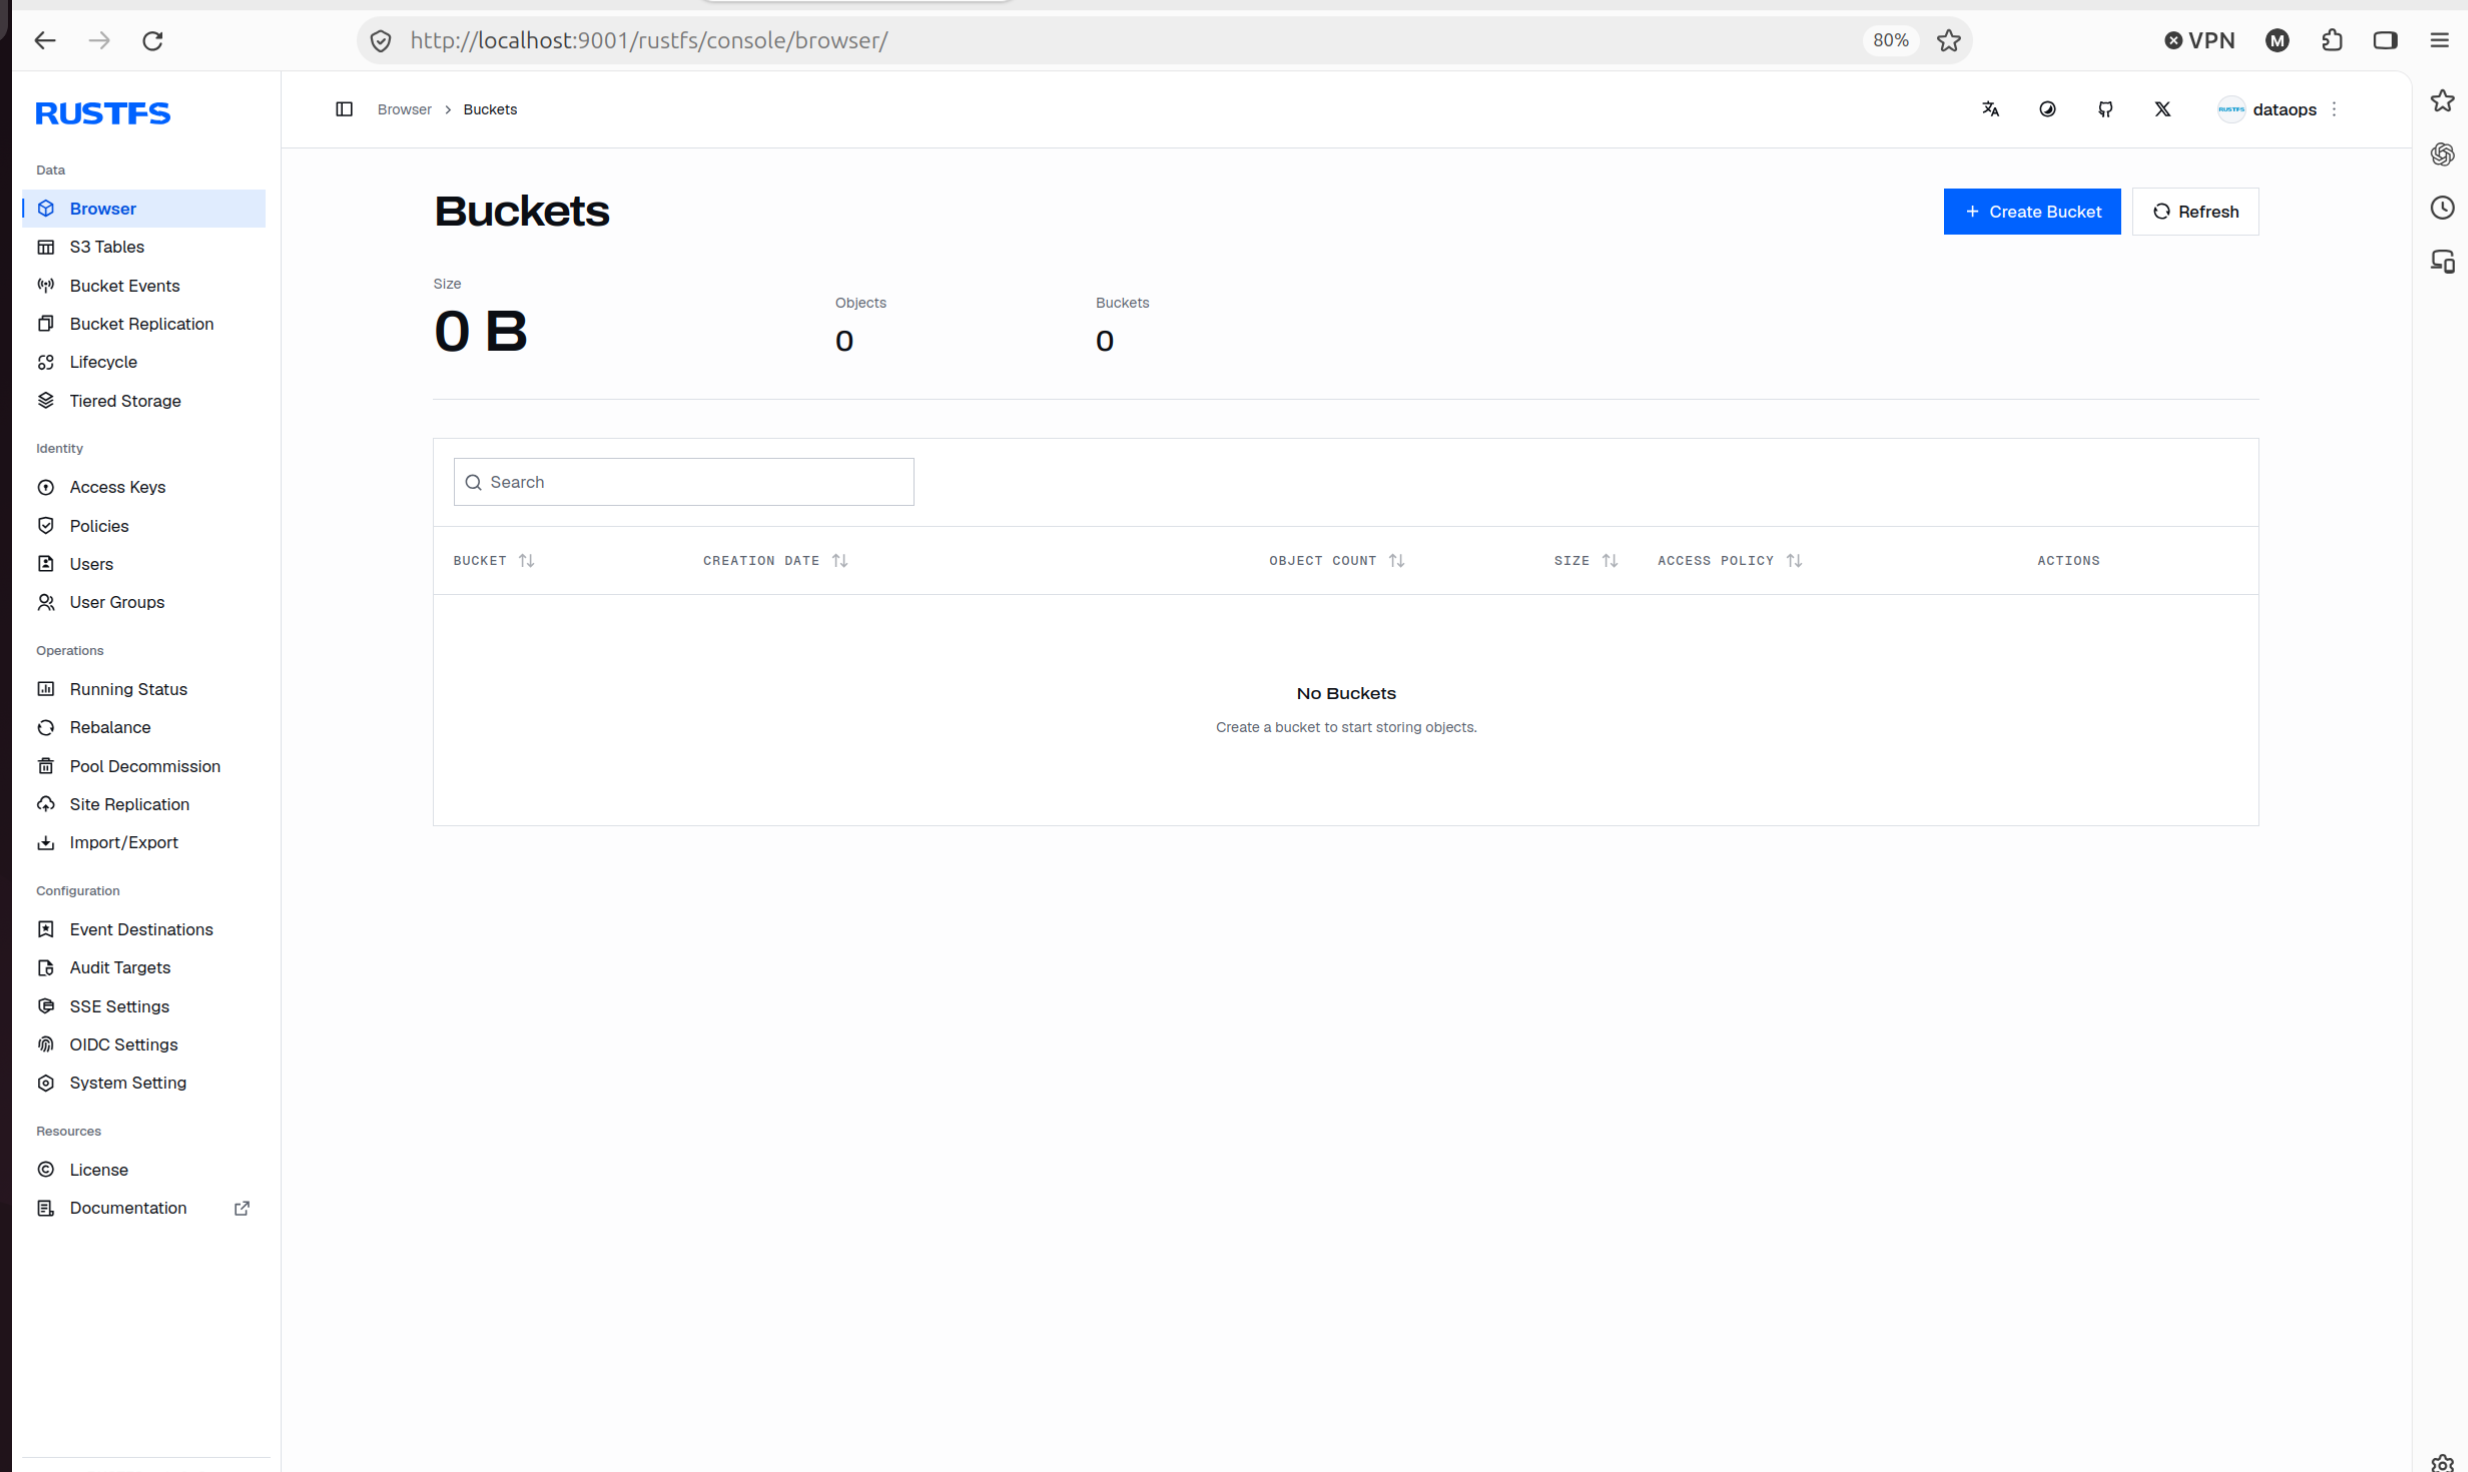 http://localhost:9001/rustfs/console/browser/
80%
VPN
M
RUSTFS
Browser > Buckets
RUSTFS
dataops
Data
Browser
S3 Tables
Bucket Events
Bucket Replication
Lifecycle
Tiered Storage
Identity
Access Keys
Policies
Users
User Groups
Operations
Running Status
Rebalance
Pool Decommission
Site Replication
Import/Export
Configuration
Event Destinations
Audit Targets
SSE Settings
OIDC Settings
System Setting
Resources
License
Documentation
Buckets
+ Create Bucket
Refresh
Size
0 B
Objects
0
Buckets
0
Search
BUCKET CREATION DATE OBJECT COUNT SIZE ACCESS POLICY ACTIONS
No Buckets
Create a bucket to start storing objects.